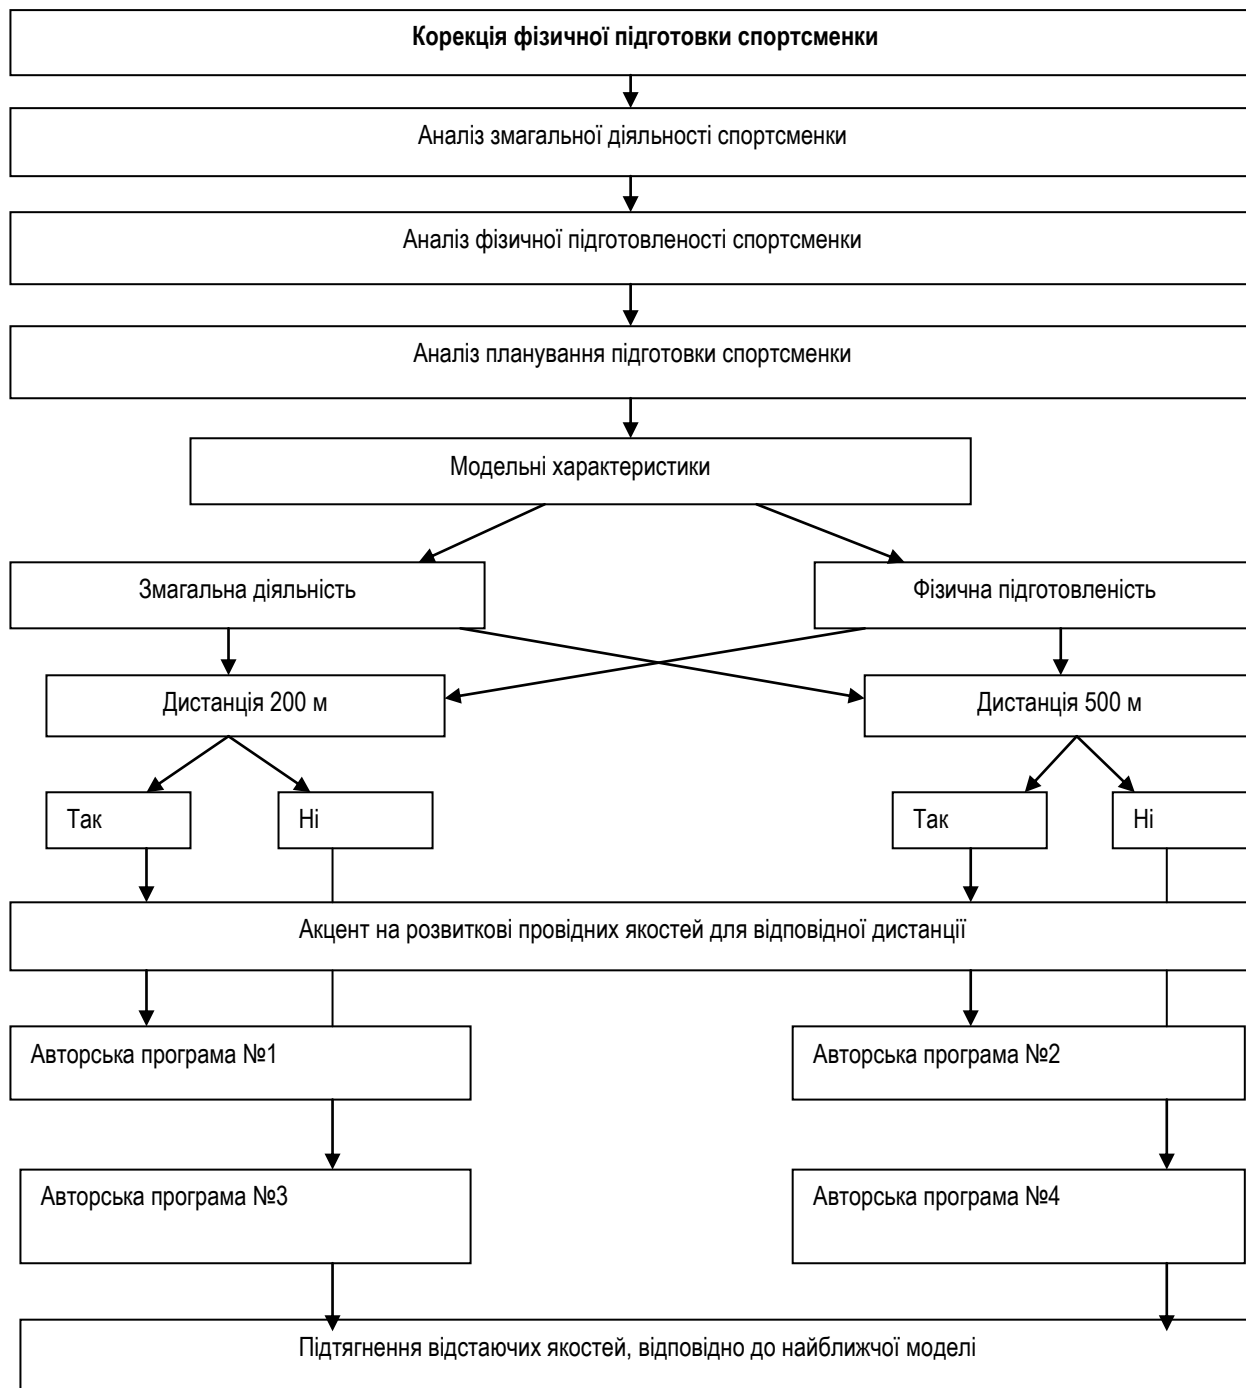 Корекція фізичної підготовки спортсменки
Аналіз змагальної діяльності спортсменки
Аналіз фізичної підготовленості спортсменки
Аналіз планування підготовки спортсменки
Модельні характеристики
Змагальна діяльність
Фізична підготовленість
Дистанція 200 м
Дистанція 500 м
Так
Ні
Так
Ні
Акцент на розвиткові провідних якостей для відповідної дистанції
Авторська програма №1
Авторська програма №2
Авторська програма №3
Авторська програма №4
Підтягнення відстаючих якостей, відповідно до найближчої моделі